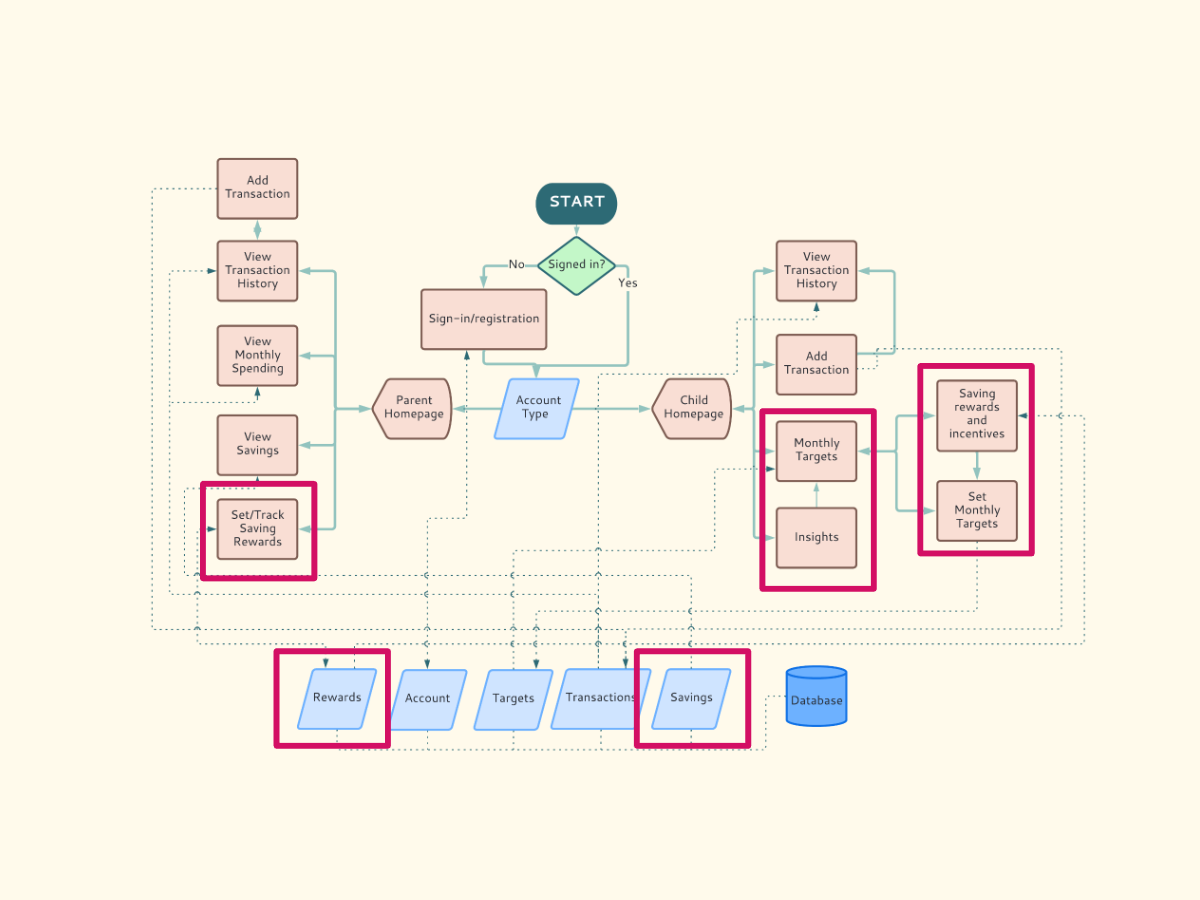 Add
Transaction
START
View
Transaction
History
No
Signed in?
Yes
View
Transaction
History
Sign-in/registration
View
Monthly
Spending
Add
Transaction
Parent
Homepage
Account
Type
Child
Homepage
Saving
rewards
and
incentives
View
Savings
Monthly
Targets
Set/Track
Saving
Rewards
Insights
Set
Monthly
Targets
Rewards
Account
Targets
Transactions
Savings
Database